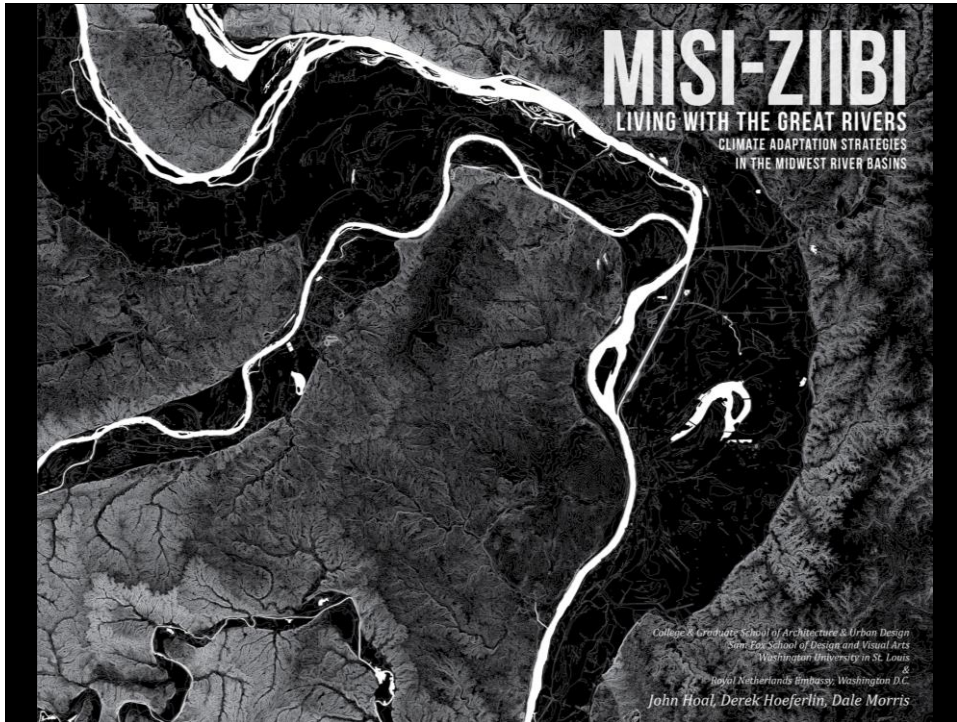 MISI-ZIIBI
LIVING WITH THE GREAT RIVERS
CLIMATE ADAPTATION STRATEGIES
IN THE MIDWEST RIVER BASINS
College & Graduate School of Architecture & Urban Design
Sam Fox School of Design and Visual Arts
Washington University in St. Louis
&
Royal Netherlands Embassy, Washington D.C.
John Hoal, Derek Hoeferlin, Dale Morris